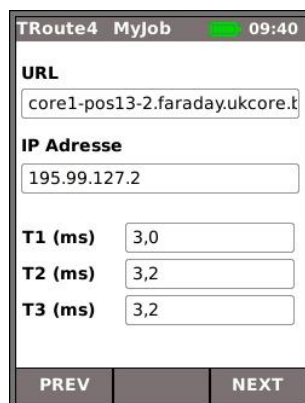 TRoute4 MyJob 09:40
URL
core1-pos13-2.faraday.ukcore.b
IP Adresse
195.99.127.2
T1 (ms) 3,0
T2 (ms) 3,2
T3 (ms) 3,2
PREV NEXT